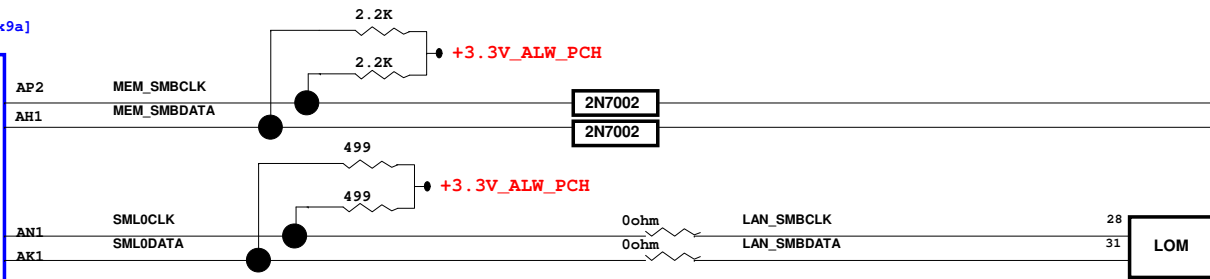 x9a]
2.2K
+3.3V_ALW_PCH
2.2K
AP2 MEM_SMBCLK 2N7002
AH1 MEM_SMBDATA 2N7002
499
+3.3V_ALW_PCH
499
AN1 SML0CLK 0ohm LAN_SMBCLK 28
AK1 SML0DATA 0ohm LAN_SMBDATA 31
LOM